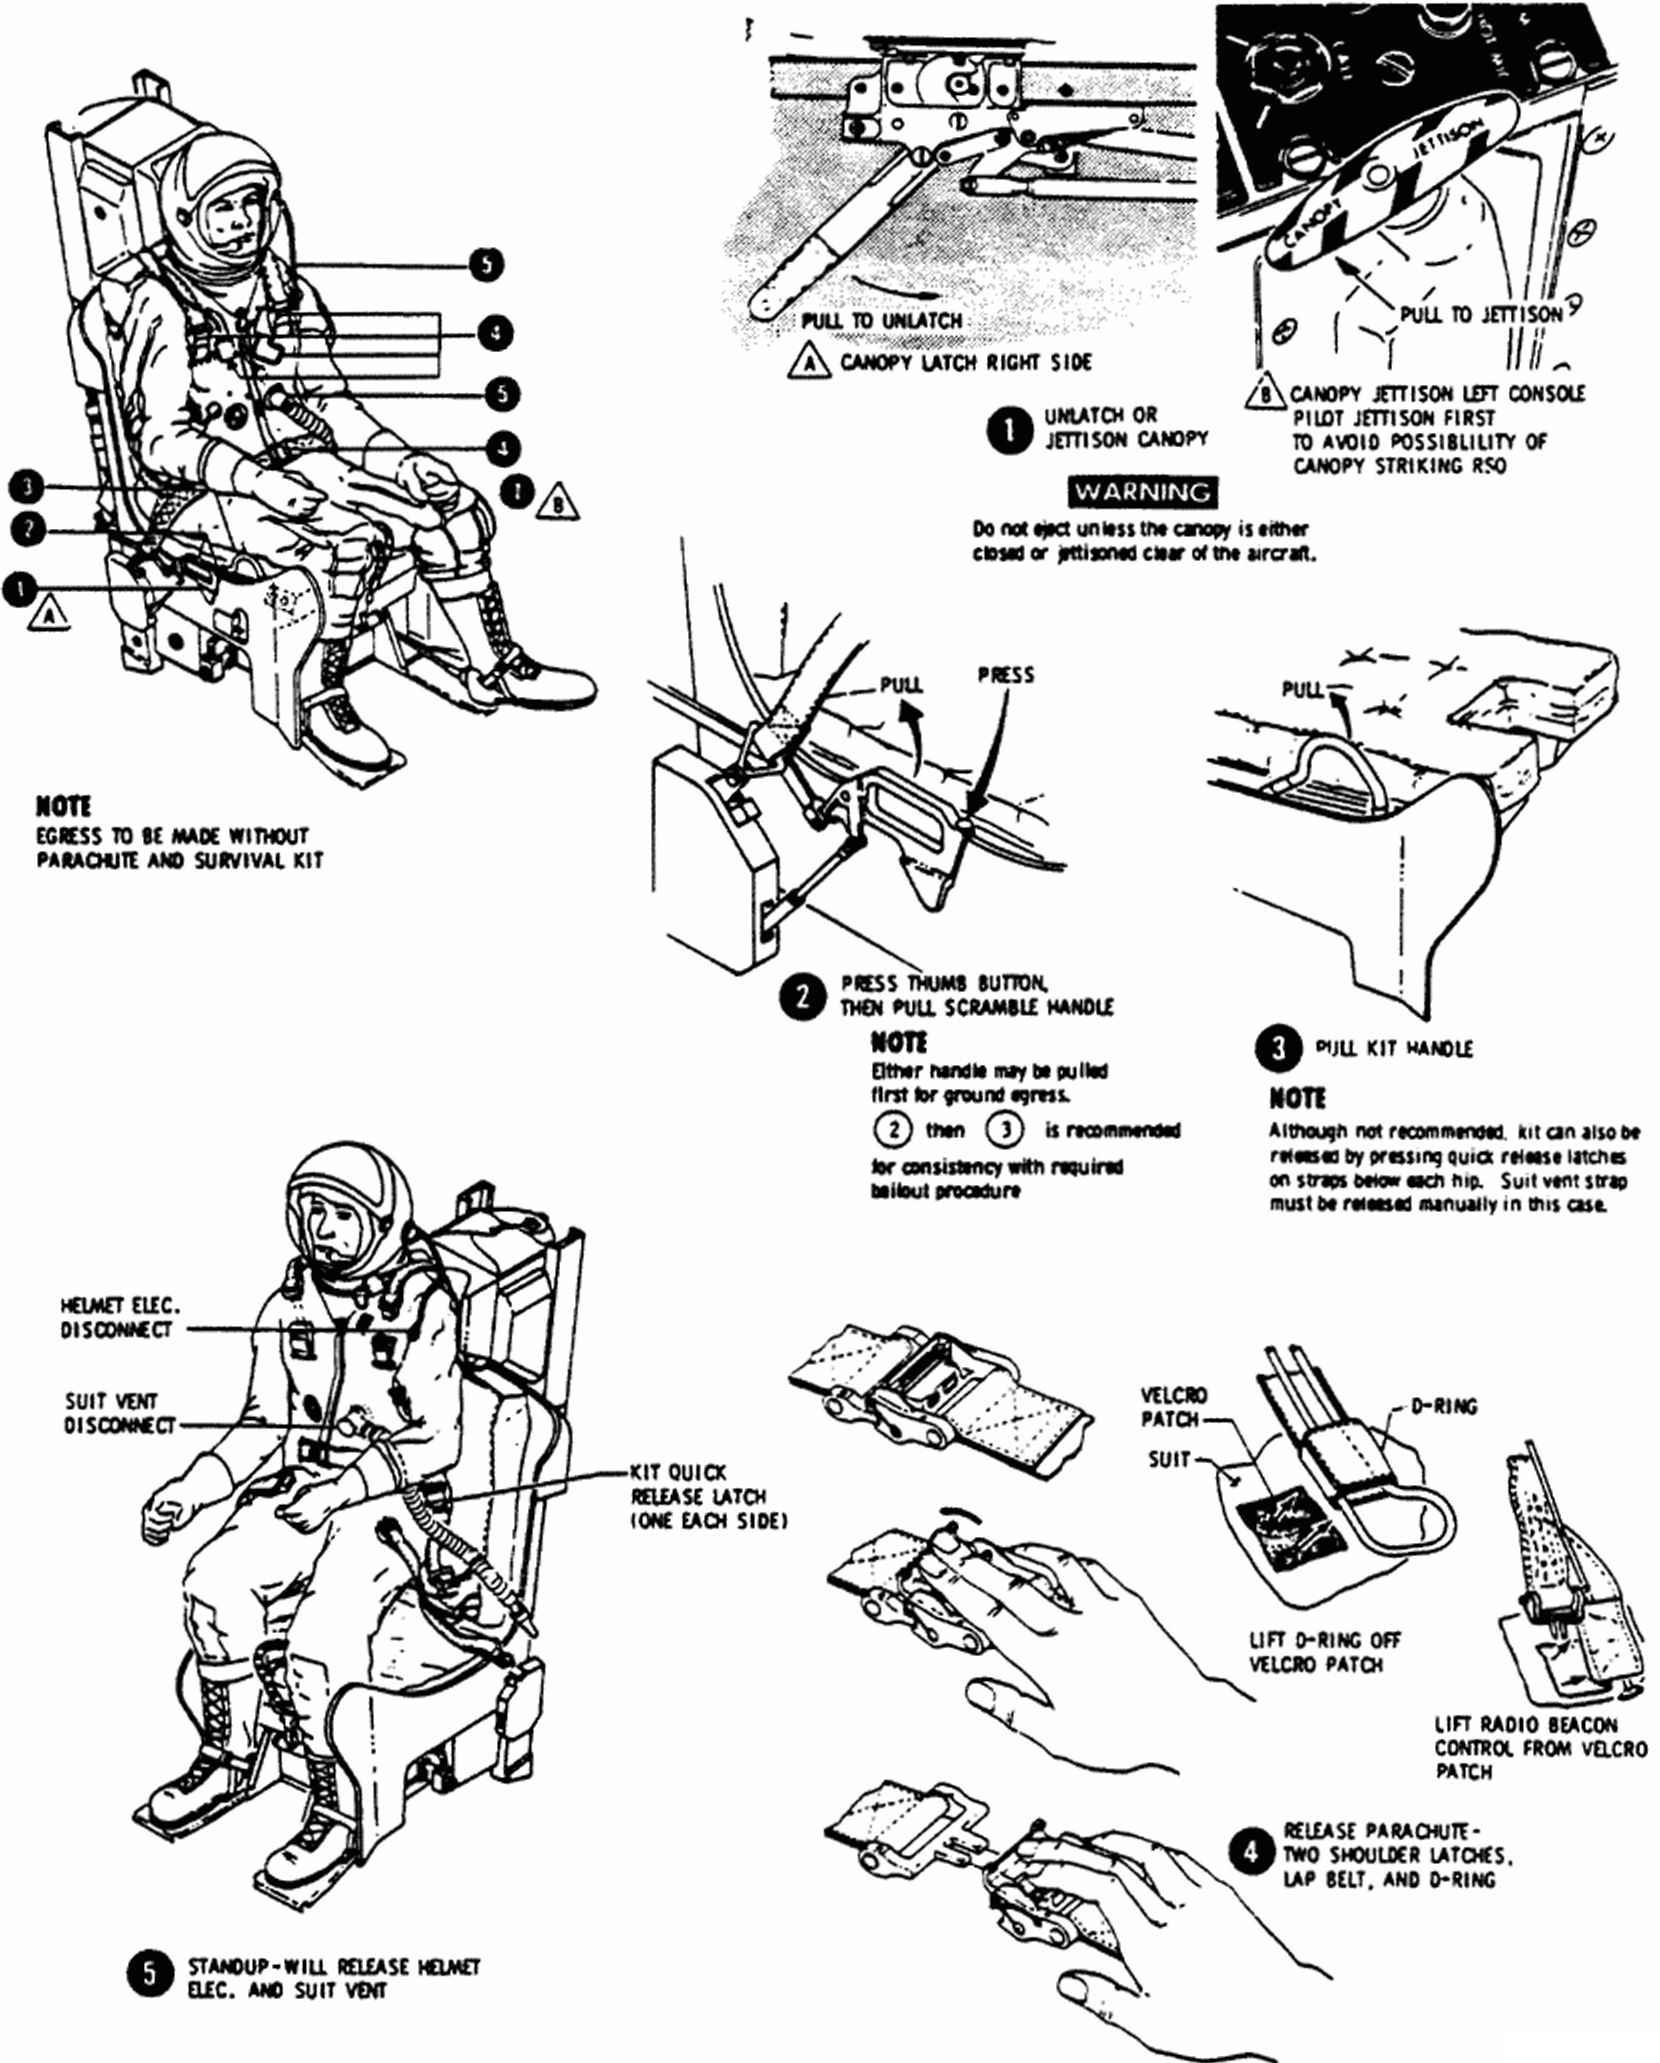 5
4
5
4
1 B
3
2
1
A
NOTE
EGRESS TO BE MADE WITHOUT
PARACHUTE AND SURVIVAL KIT
PULL TO UNLATCH
A CANOPY LATCH RIGHT SIDE
CANOPY JETTISON
PULL TO JETTISON
B CANOPY JETTISON LEFT CONSOLE
PILOT JETTISON FIRST
TO AVOID POSSIBLILITY OF
CANOPY STRIKING RSO
1 UNLATCH OR
JETTISON CANOPY
WARNING
Do not eject unless the canopy is either
closed or jettisoned clear of the aircraft.
PULL
PRESS
2 PRESS THUMB BUTTON,
THEN PULL SCRAMBLE HANDLE
NOTE
Either handle may be pulled
first for ground egress.
2 then 3 is recommended
for consistency with required
bailout procedure
PULL
3 PULL KIT HANDLE
NOTE
Although not recommended, kit can also be
released by pressing quick release latches
on straps below each hip. Suit vent strap
must be released manually in this case.
HELMET ELEC.
DISCONNECT
SUIT VENT
DISCONNECT
KIT QUICK
RELEASE LATCH
(ONE EACH SIDE)
5 STANDUP-WILL RELEASE HELMET
ELEC. AND SUIT VENT
VELCRO
PATCH
SUIT
D-RING
LIFT D-RING OFF
VELCRO PATCH
LIFT RADIO BEACON
CONTROL FROM VELCRO
PATCH
4 RELEASE PARACHUTE-
TWO SHOULDER LATCHES,
LAP BELT, AND D-RING